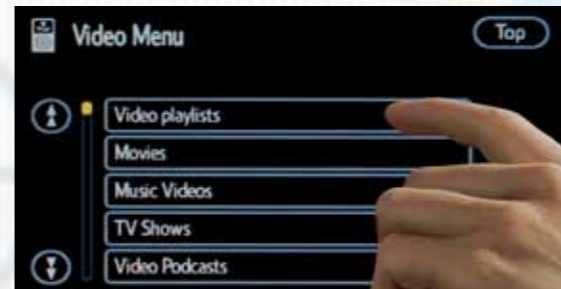 Video Menu
Top
Video playlists
Movies
Music Videos
TV Shows
Video Podcasts